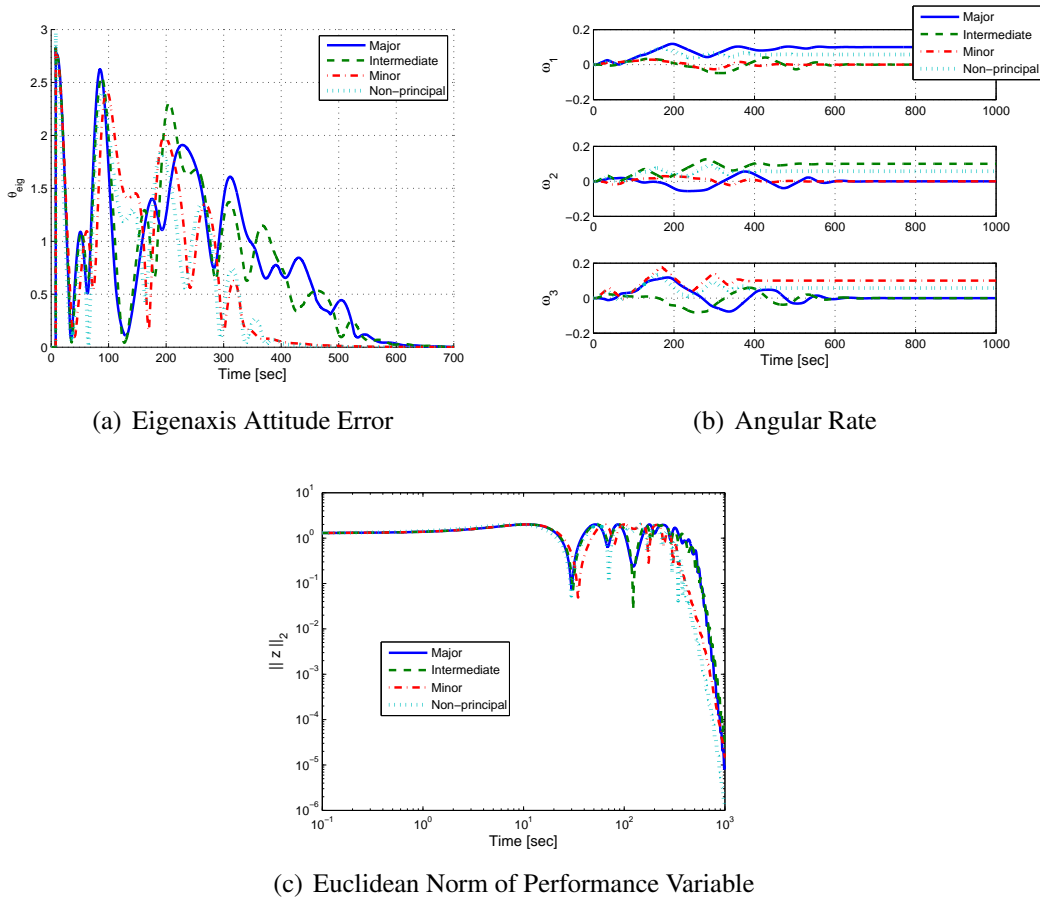 3
2.5
2
1.5
1
0.5
0
θeig
0 100 200 300 400 500 600 700
Time [sec]
Major
Intermediate
Minor
Non−principal
(a) Eigenaxis Attitude Error
Major
Intermediate
Minor
Non−principal
0.2
0
−0.2
ω1
0 200 400 600 800 1000
0.2
0
−0.2
ω2
0 200 400 600 800 1000
0.2
0
−0.2
ω3
0 200 400 600 800 1000
Time [sec]
(b) Angular Rate
10^1
10^0
10^−1
10^−2
10^−3
10^−4
10^−5
10^−6
|| z ||2
Major
Intermediate
Minor
Non−principal
10^−1 10^0 10^1 10^2 10^3
Time [sec]
(c) Euclidean Norm of Performance Variable